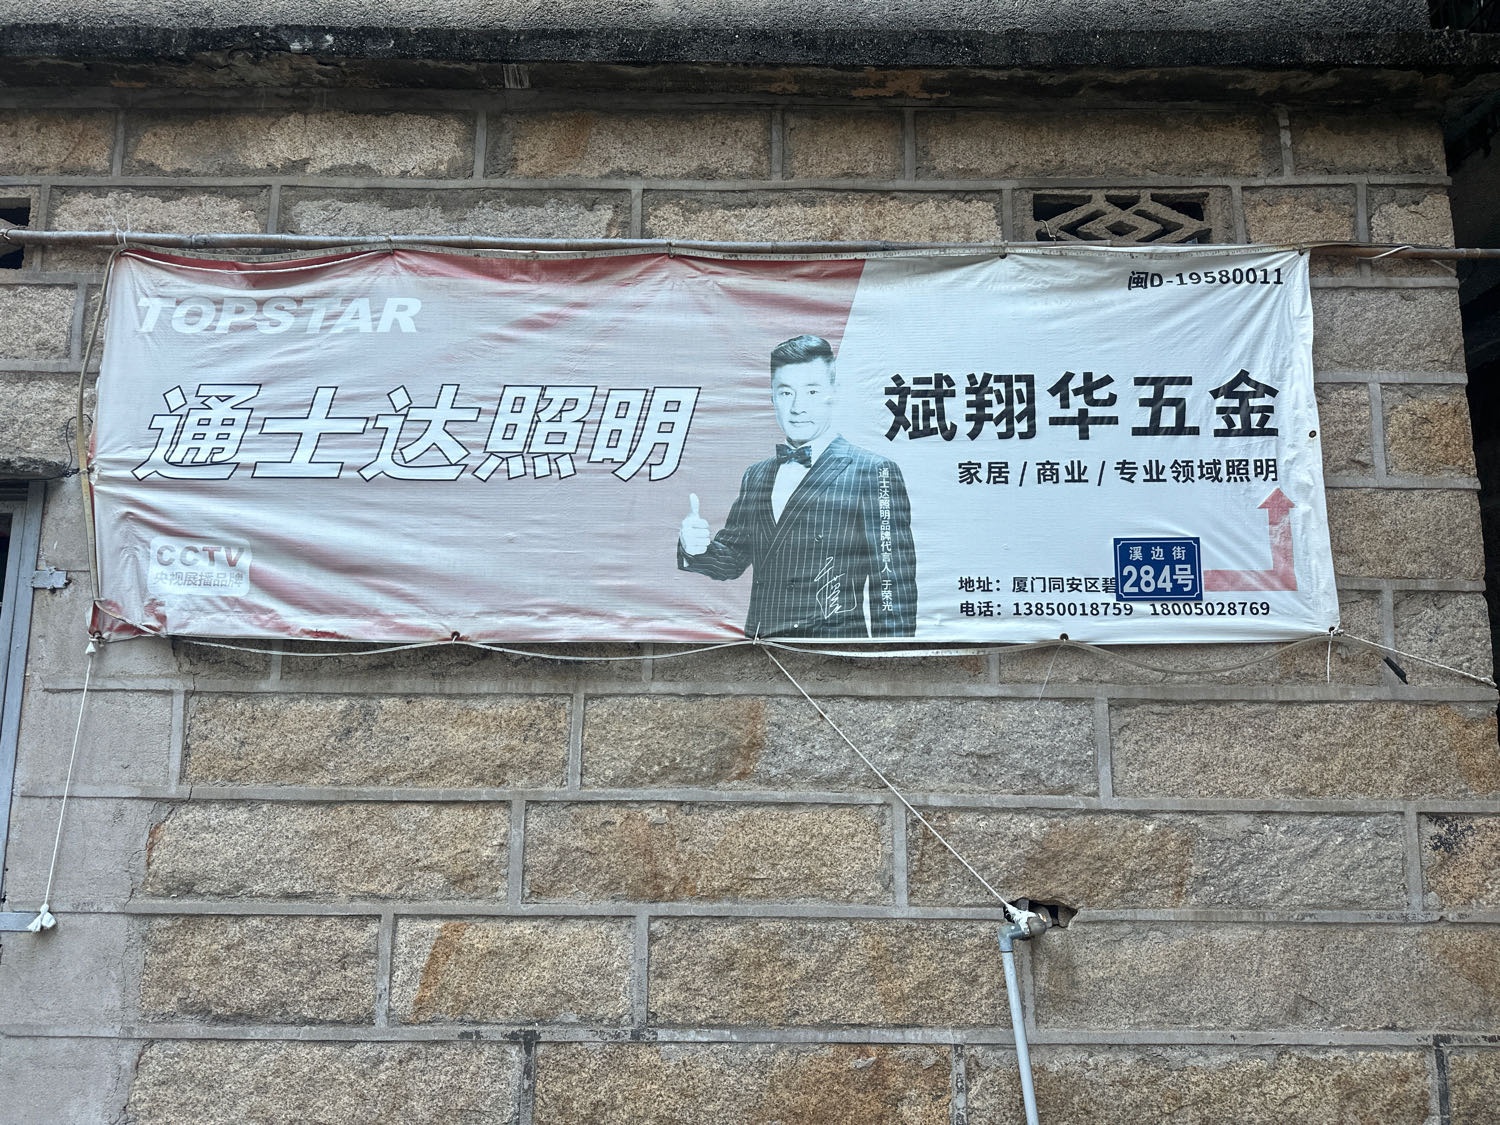 TOPSTAR
通士达照明
CCTV
央视展播品牌
通士达照明品牌代言人 于荣光
闽D-19580011
斌翔华五金
家居 / 商业 / 专业领域照明
地址：厦门同安区碧
溪边街
284号
电话：13850018759 18005028769